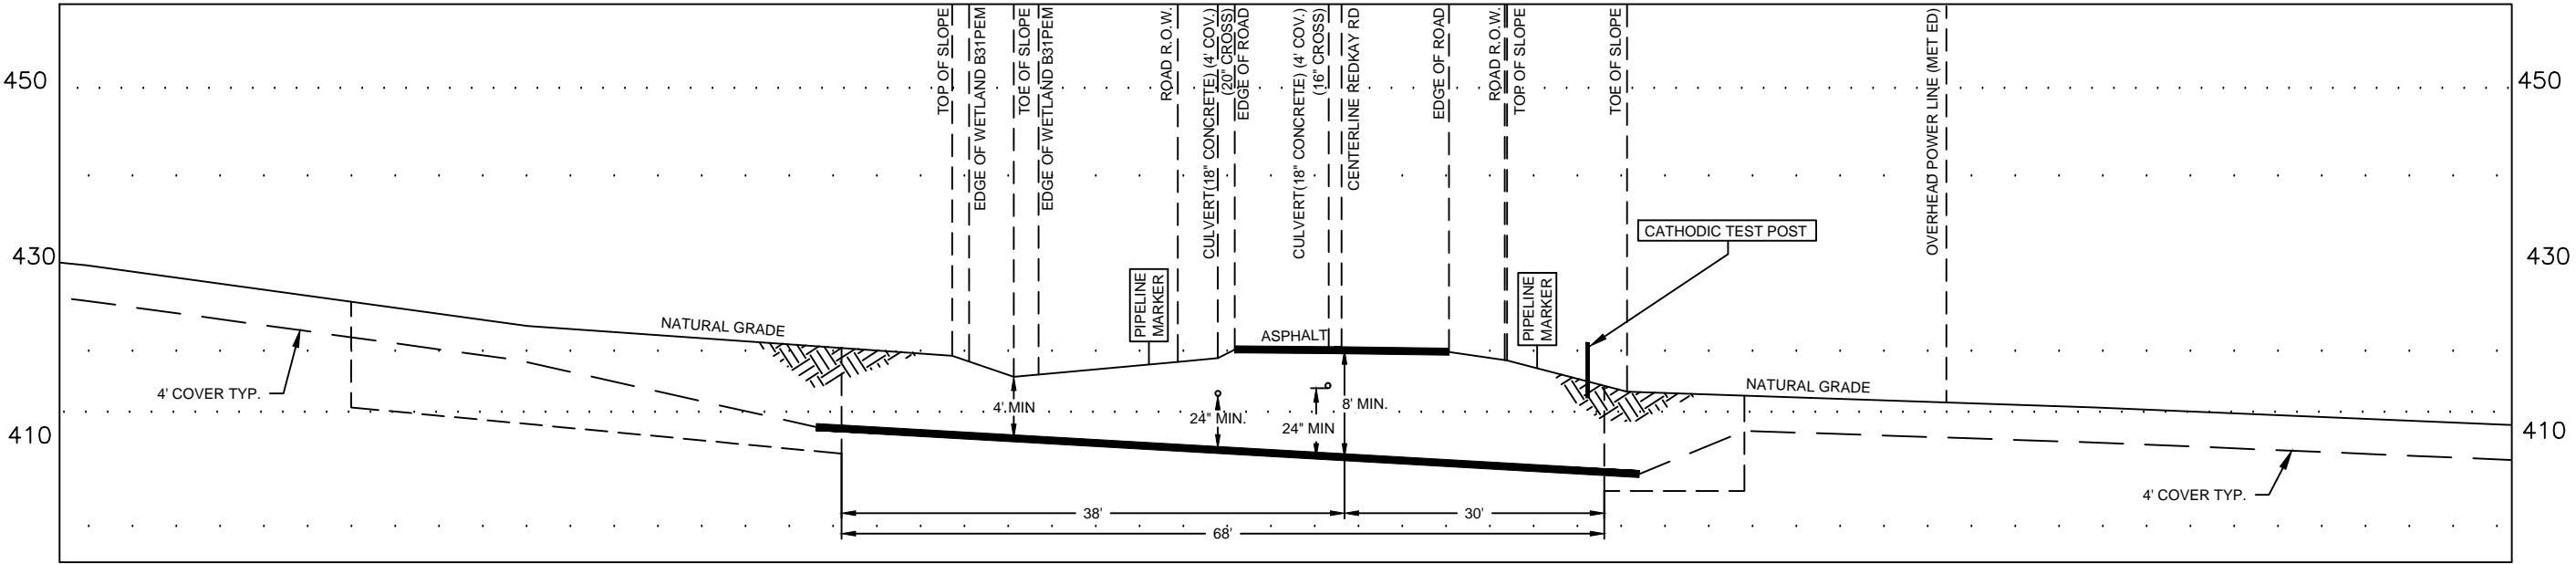 TOP OF SLOPE
EDGE OF WETLAND B31PEM
TOE OF SLOPE
EDGE OF WETLAND B31PEM
ROAD R.O.W.
CULVERT(18" CONCRETE) (4' COV.)
(20" CROSS)
EDGE OF ROAD
CULVERT(18" CONCRETE) (4' COV.)
(16" CROSS)
CENTERLINE REDKAY RD
EDGE OF ROAD
ROAD R.O.W.
TOP OF SLOPE
TOE OF SLOPE
OVERHEAD POWER LINE (MET ED)
450
450
430
430
410
410
CATHODIC TEST POST
PIPELINE
MARKER
PIPELINE
MARKER
NATURAL GRADE
ASPHALT
NATURAL GRADE
4' COVER TYP.
4' MIN
24" MIN.
24" MIN
8' MIN.
4' COVER TYP.
38'
30'
68'